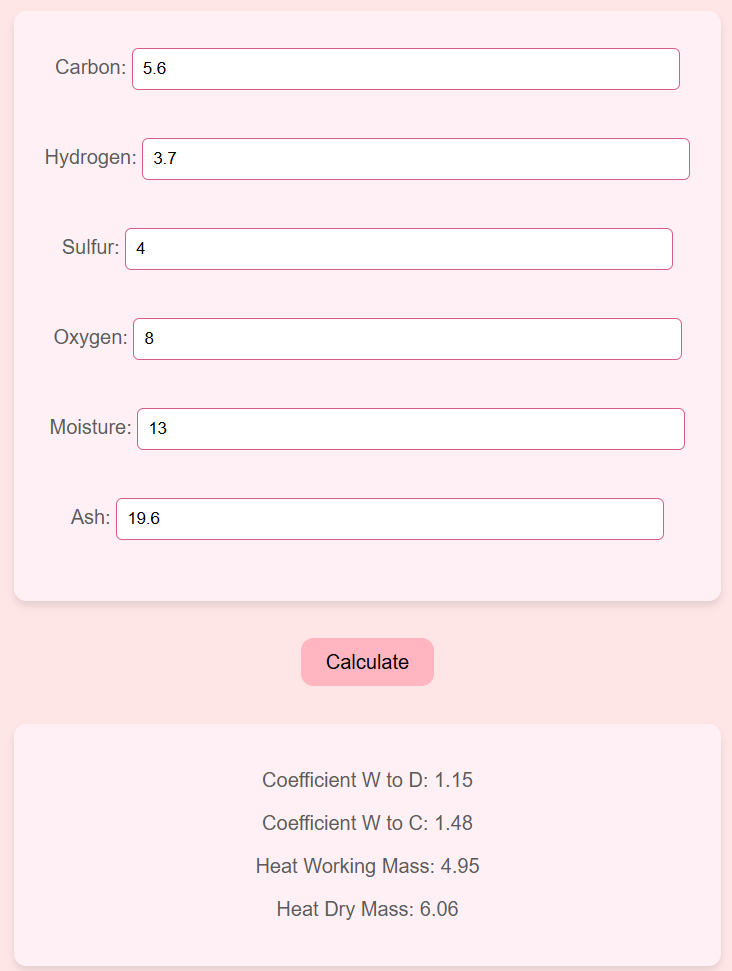 Carbon: 5.6
Hydrogen: 3.7
Sulfur: 4
Oxygen: 8
Moisture: 13
Ash: 19.6
Calculate
Coefficient W to D: 1.15
Coefficient W to C: 1.48
Heat Working Mass: 4.95
Heat Dry Mass: 6.06